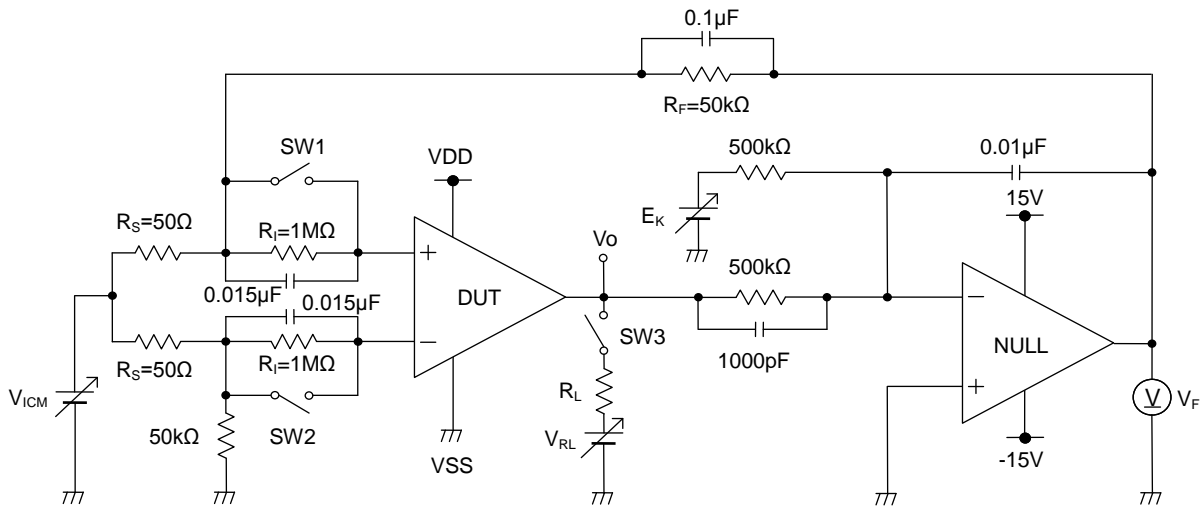 0.1µF
RF=50kΩ
SW1
VDD
500kΩ
0.01µF
15V
RS=50Ω
RI=1MΩ
EK
Vo
+
0.015µF
0.015µF
DUT
500kΩ
−
−
NULL
SW3
RS=50Ω
RI=1MΩ
1000pF
+
V
VF
VICM
RL
50kΩ
SW2
VRL
VSS
-15V